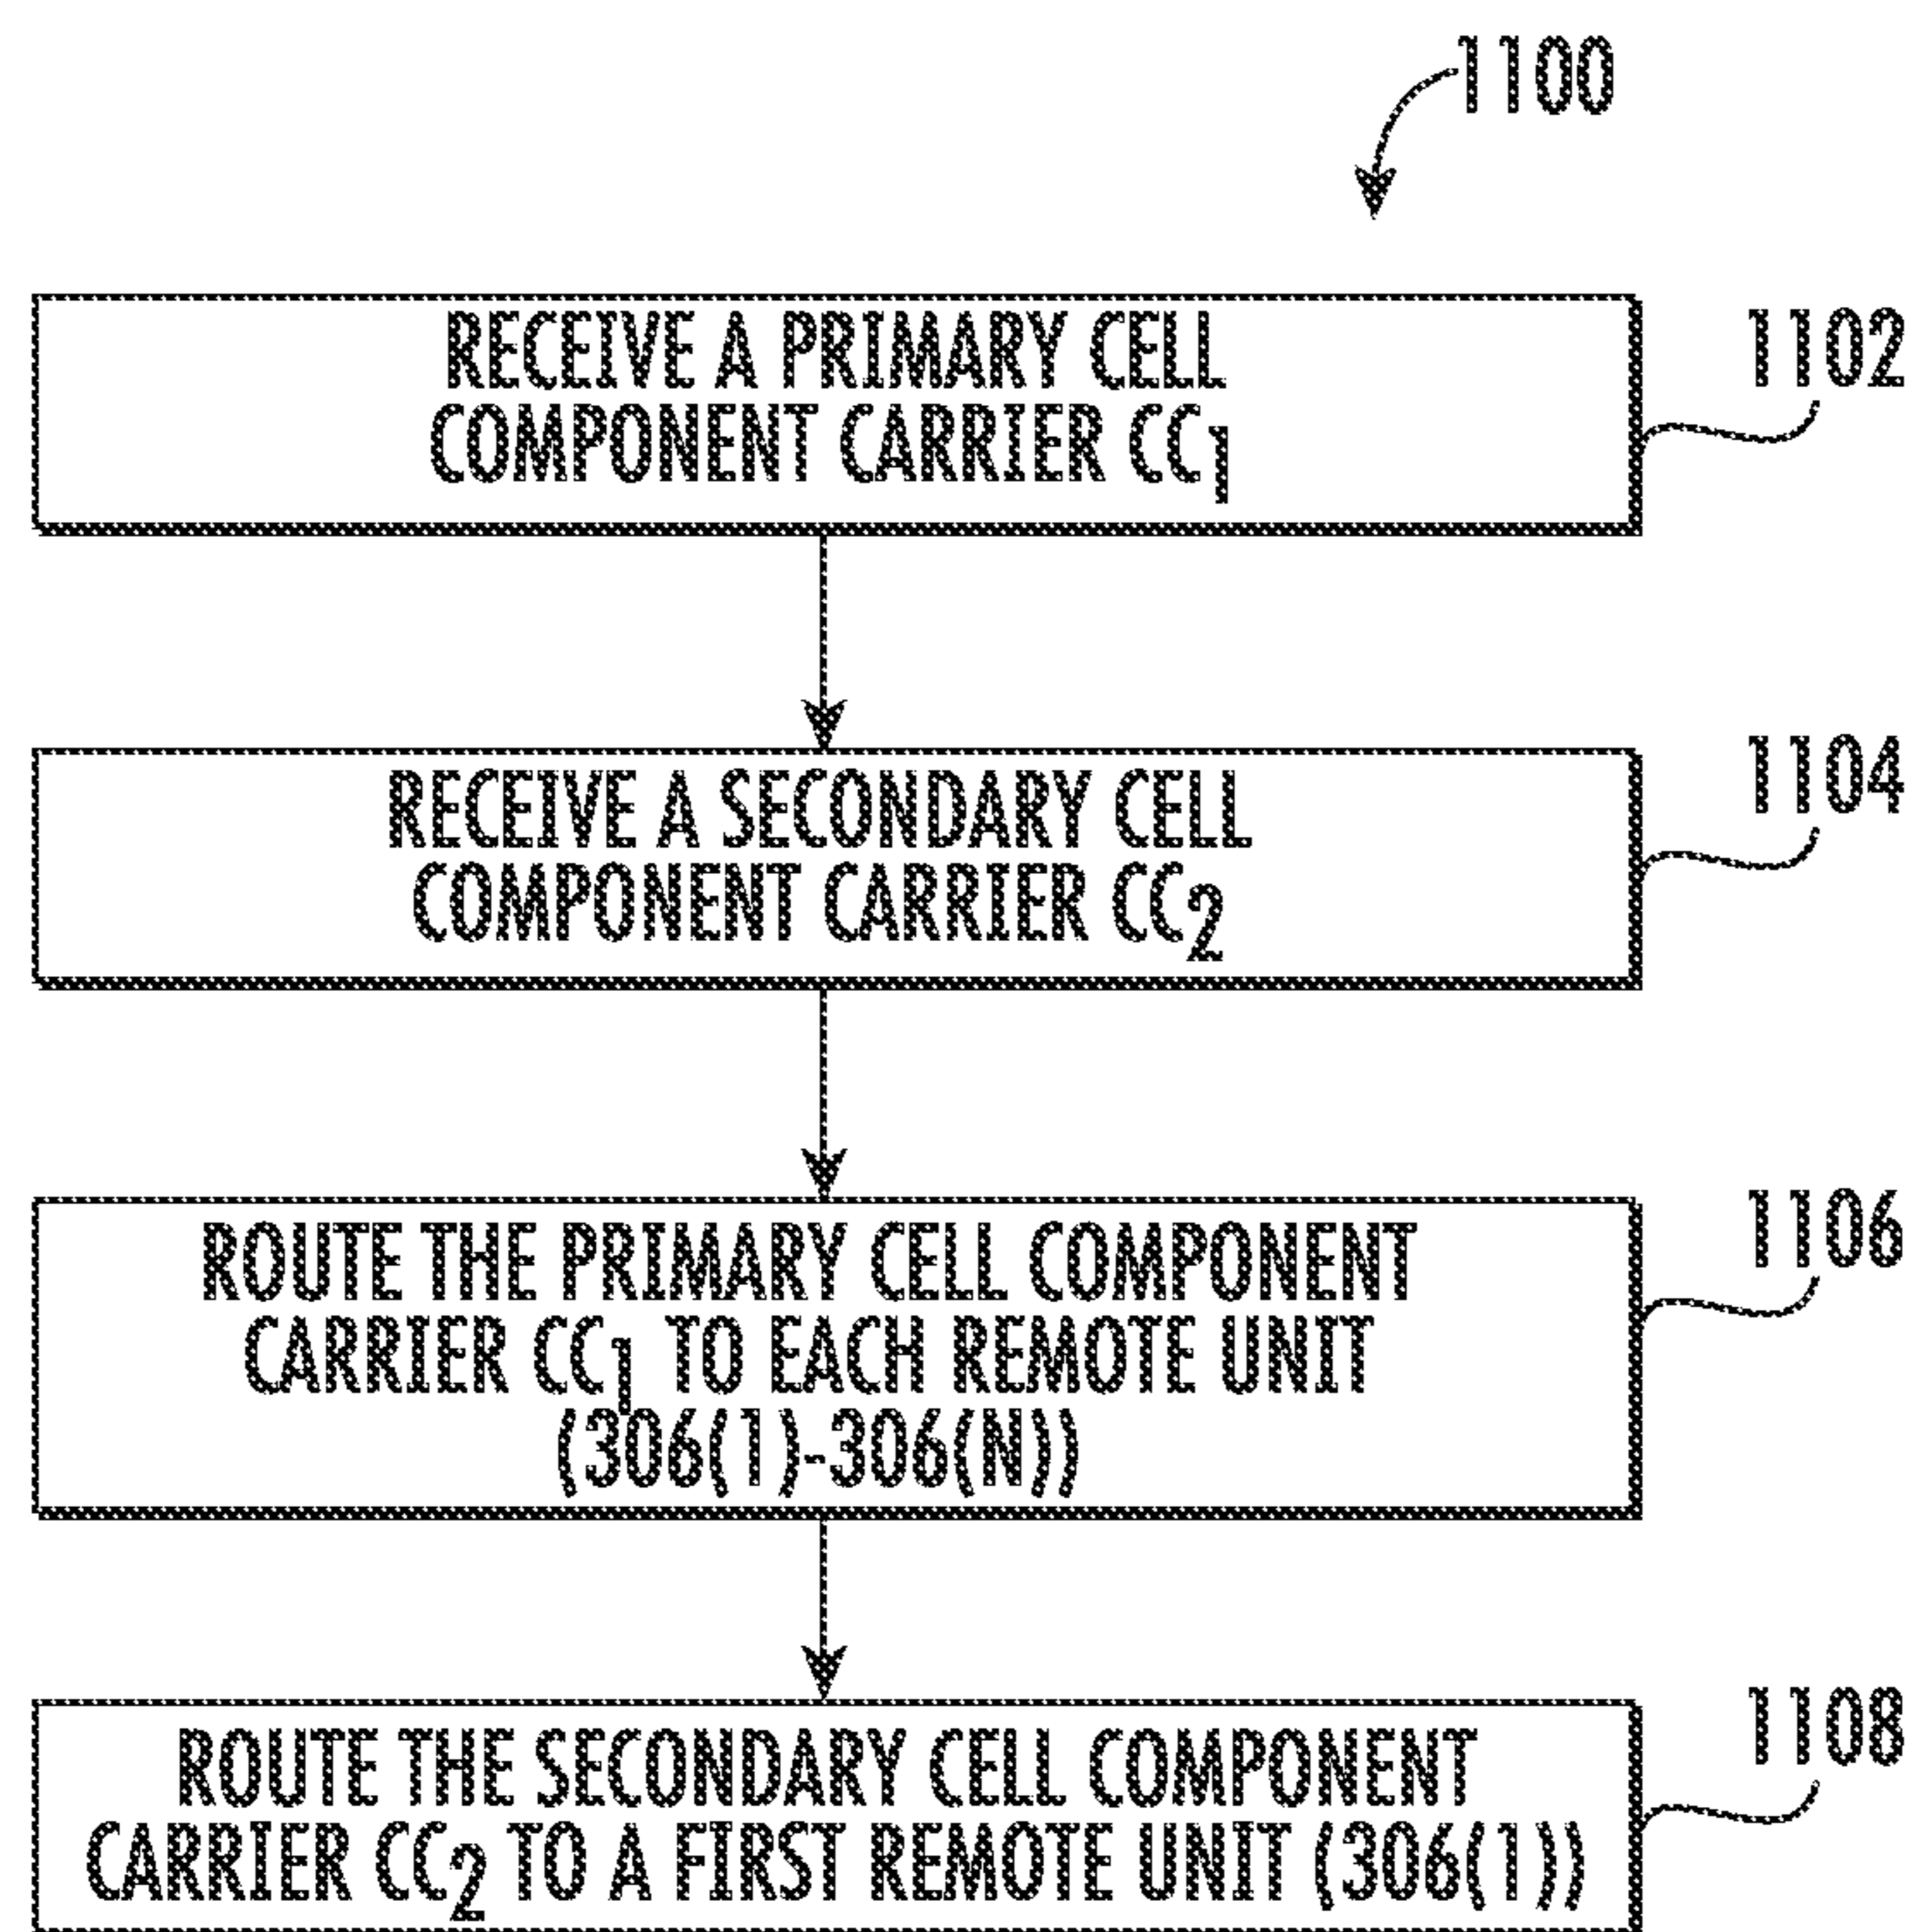 1100
RECEIVE A PRIMARY CELL
COMPONENT CARRIER CC₁
1102
RECEIVE A SECONDARY CELL
COMPONENT CARRIER CC₂
1104
ROUTE THE PRIMARY CELL COMPONENT
CARRIER CC₁ TO EACH REMOTE UNIT
(306(1)-306(N))
1106
ROUTE THE SECONDARY CELL COMPONENT
CARRIER CC₂ TO A FIRST REMOTE UNIT (306(1))
1108